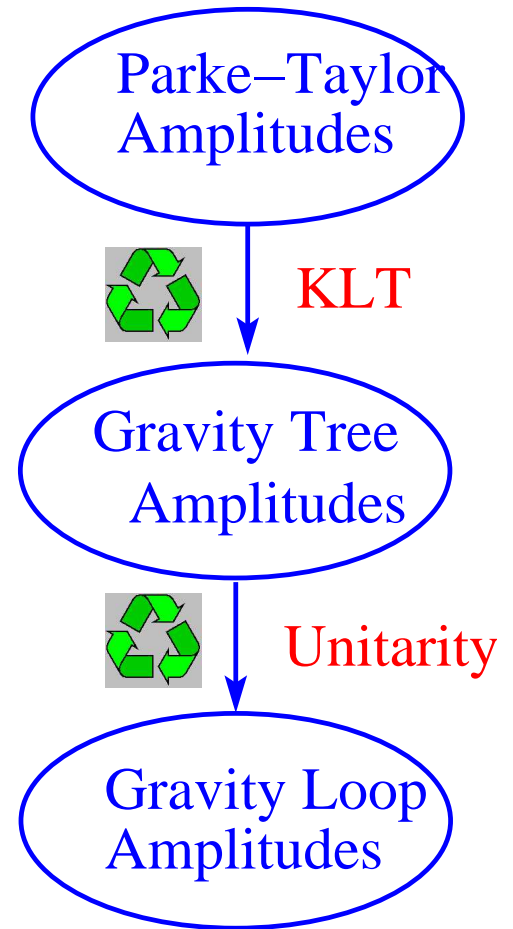 Parke–Taylor
Amplitudes
KLT
Gravity Tree
Amplitudes
Unitarity
Gravity Loop
Amplitudes